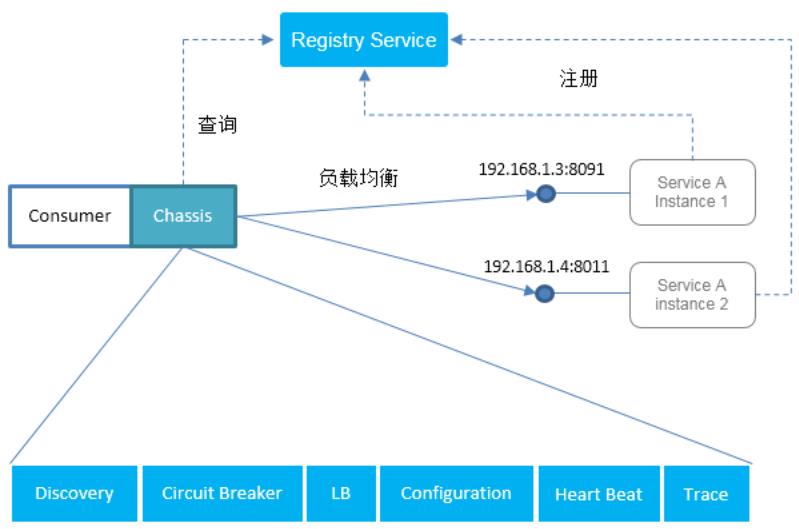 Registry Service
注册
查询
负载均衡
192.168.1.3:8091
Service A
Instance 1
Consumer
Chassis
192.168.1.4:8011
Service A
instance 2
Discovery
Circuit Breaker
LB
Configuration
Heart Beat
Trace